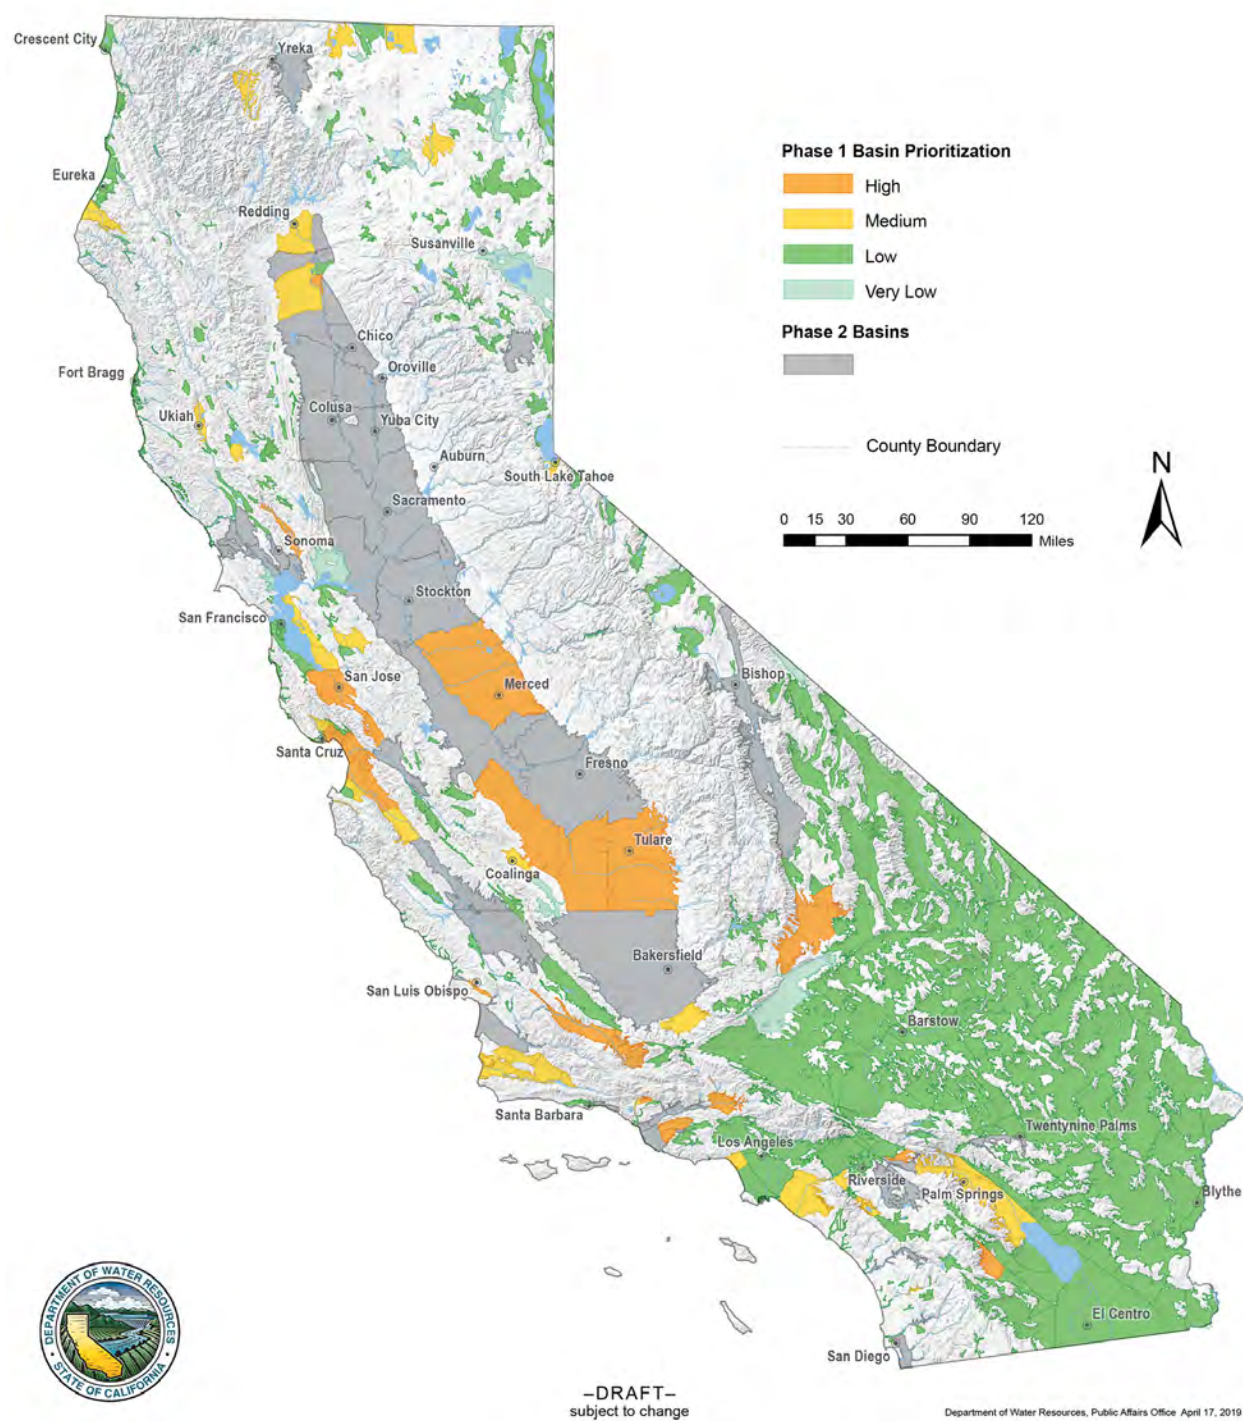 Crescent City
Yreka
Phase 1 Basin Prioritization
High
Eureka
Medium
Redding
Susanville
Low
Very Low
Phase 2 Basins
Chico
Fort Bragg
Oroville
Ukiah
Colusa
Yuba City
County Boundary
Auburn
South Lake Tahoe
N
Sacramento
0 15 30 60 90 120
Miles
Sonoma
Stockton
San Francisco
San Jose
Merced
Bishop
Santa Cruz
Fresno
Tulare
Coalinga
Bakersfield
San Luis Obispo
Barstow
Santa Barbara
Twentynine Palms
Los Angeles
Riverside
Palm Springs
Blythe
DEPARTMENT OF WATER RESOURCES
STATE OF CALIFORNIA
El Centro
San Diego
–DRAFT–
subject to change
Department of Water Resources, Public Affairs Office April 17, 2019